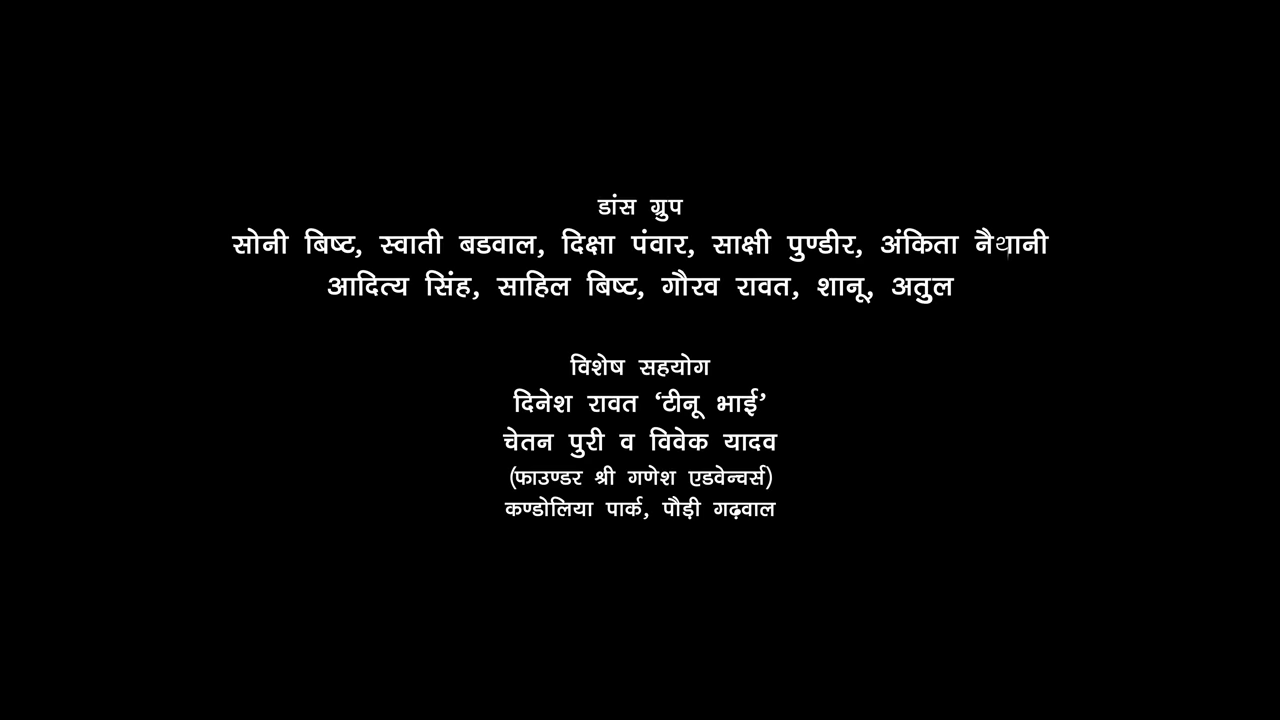 डांस ग्रुप
सोनी बिष्ट, स्वाती बडवाल, दिक्षा पंवार, साक्षी पुण्डीर, अंकिता नैथानी
आदित्य सिंह, साहिल बिष्ट, गौरव रावत, शानू, अतुल
विशेष सहयोग
दिनेश रावत ‘टीनू भाई’
चेतन पुरी व विवेक यादव
(फाउण्डर श्री गणेश एडवेन्चर्स)
कण्डोलिया पार्क, पौड़ी गढ़वाल